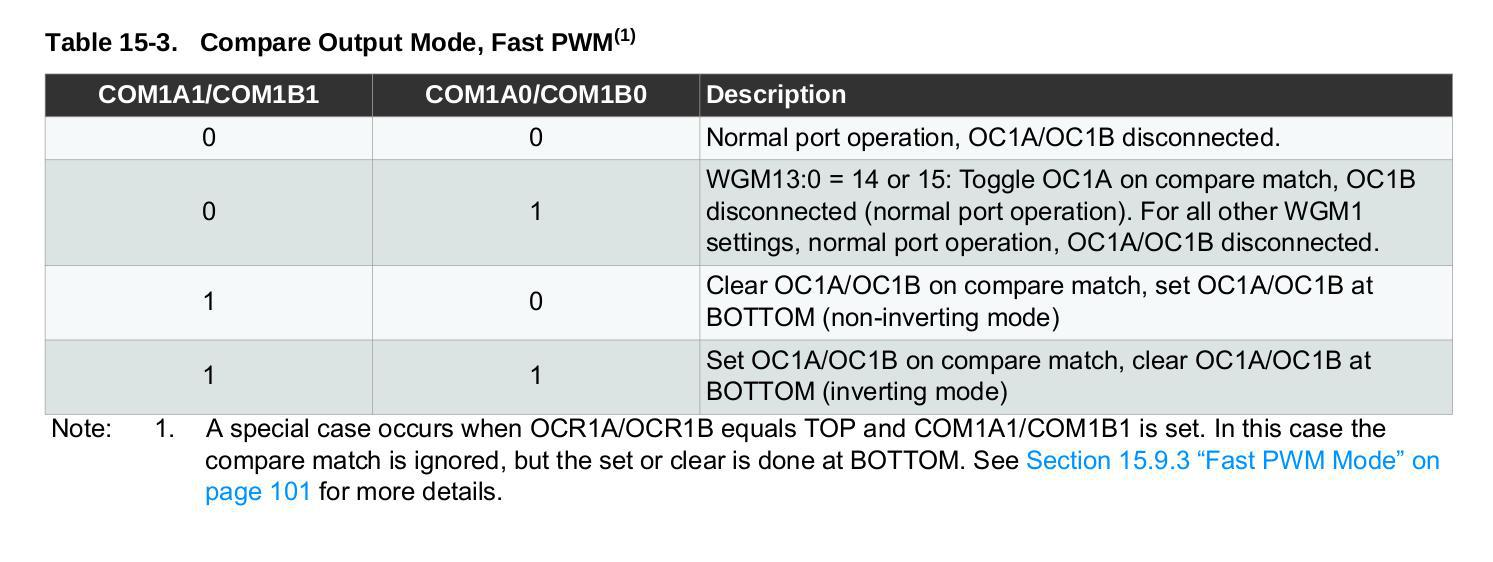 Table 15-3. Compare Output Mode, Fast PWM(1)
COM1A1/COM1B1 COM1A0/COM1B0 Description
0 0 Normal port operation, OC1A/OC1B disconnected.
0 1 WGM13:0 = 14 or 15: Toggle OC1A on compare match, OC1B
disconnected (normal port operation). For all other WGM1
settings, normal port operation, OC1A/OC1B disconnected.
1 0 Clear OC1A/OC1B on compare match, set OC1A/OC1B at
BOTTOM (non-inverting mode)
1 1 Set OC1A/OC1B on compare match, clear OC1A/OC1B at
BOTTOM (inverting mode)
Note: 1. A special case occurs when OCR1A/OCR1B equals TOP and COM1A1/COM1B1 is set. In this case the
compare match is ignored, but the set or clear is done at BOTTOM. See Section 15.9.3 “Fast PWM Mode” on
page 101 for more details.